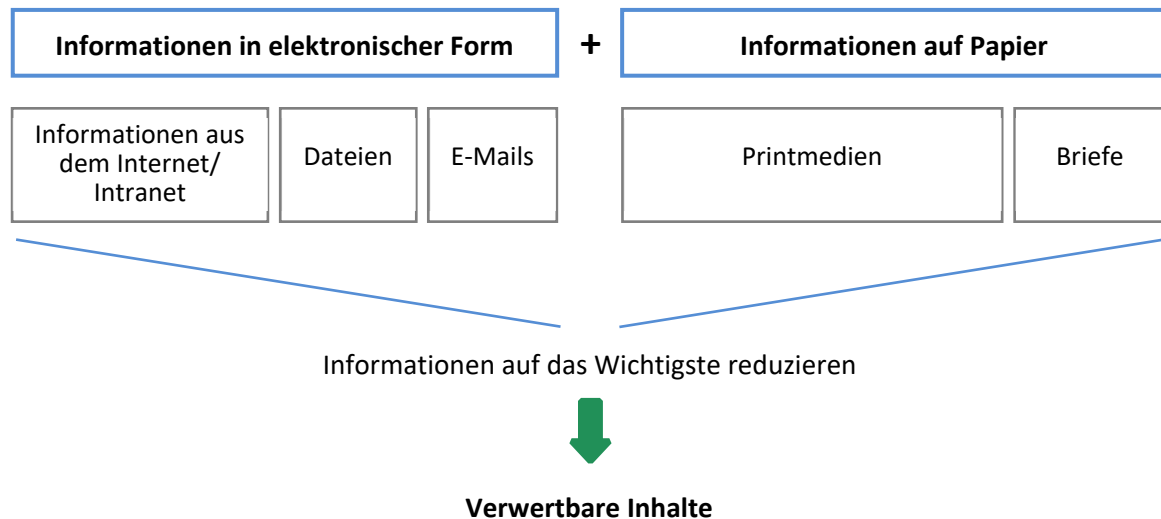 Informationen in elektronischer Form + Informationen auf Papier
Informationen aus
dem Internet/
Intranet
Dateien
E-Mails
Printmedien
Briefe
Informationen auf das Wichtigste reduzieren
Verwertbare Inhalte